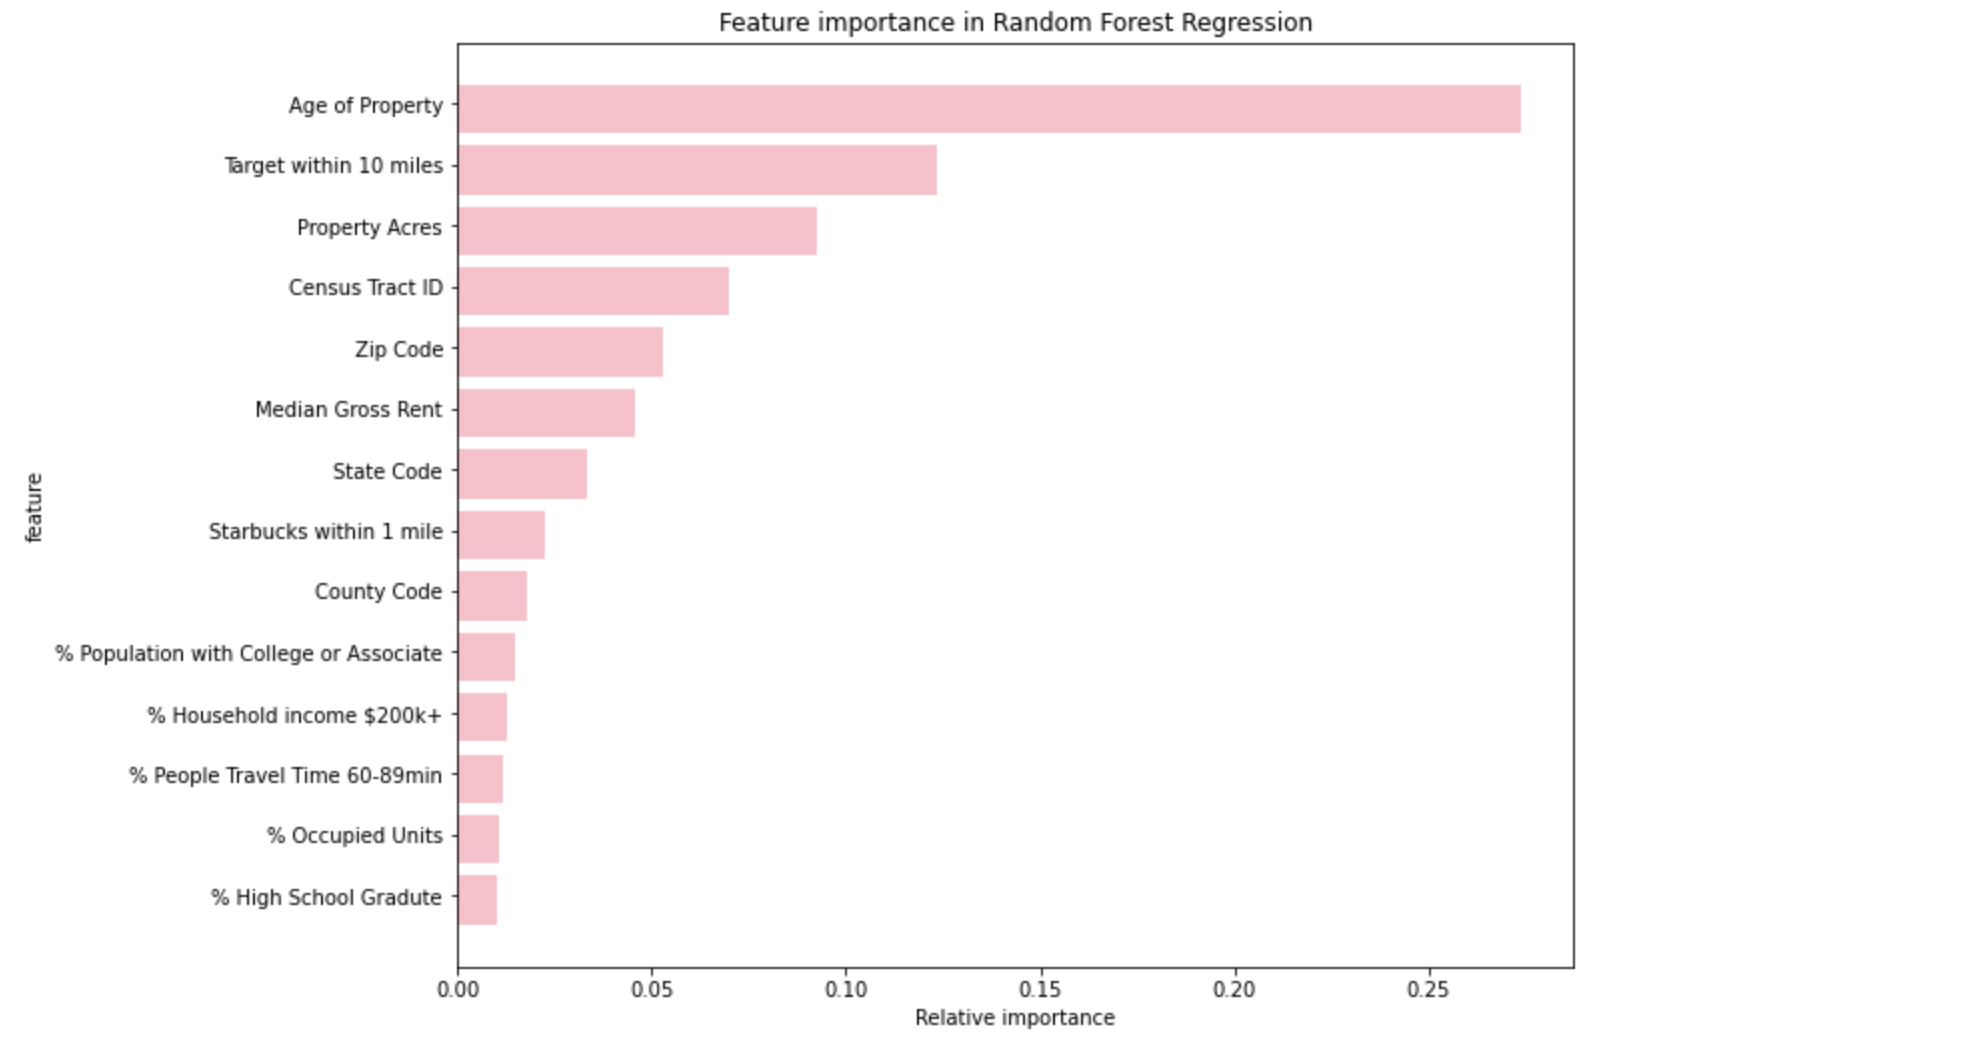 Feature importance in Random Forest Regression
Age of Property
Target within 10 miles
Property Acres
Census Tract ID
Zip Code
Median Gross Rent
State Code
Starbucks within 1 mile
County Code
% Population with College or Associate
% Household income $200k+
% People Travel Time 60-89min
% Occupied Units
% High School Gradute
feature
0.00 0.05 0.10 0.15 0.20 0.25
Relative importance